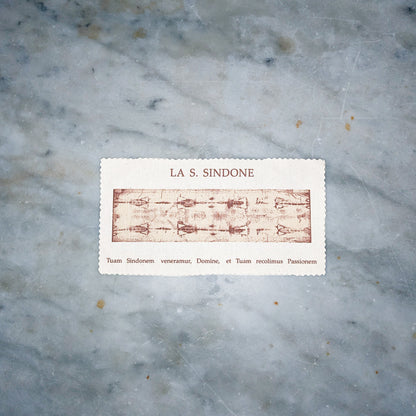 LA S. SINDONE
Tuam Sindonem veneramur, Domine, et Tuam recolimus Passionem